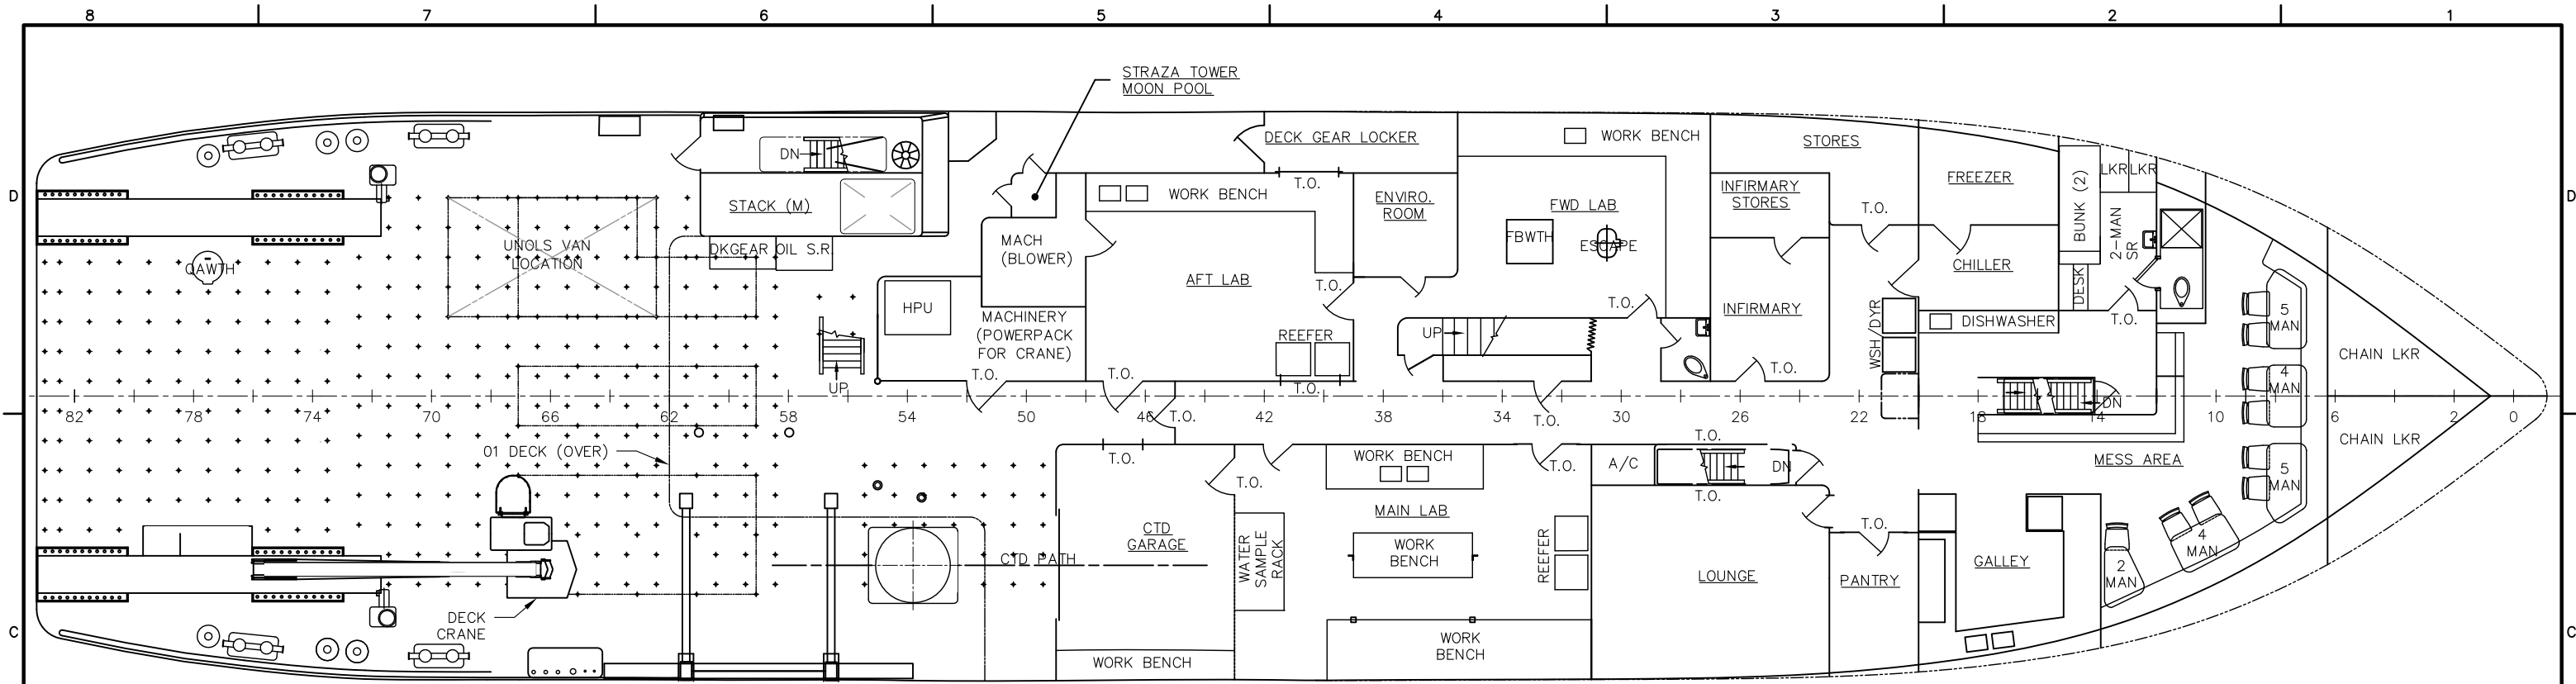 8 7 6 5 4 3 2 1
STRAZA TOWER
MOON POOL
D
D
DECK GEAR LOCKER
WORK BENCH
STORES
DN
T.O.
WORK BENCH
STACK (M)
ENVIRO.
ROOM
FWD LAB
INFIRMARY
STORES
T.O.
FREEZER
BUNK (2)
LKR
LKR
2-MAN
SR
UNOLS VAN
LOCATION
DKGEAR
OIL S.R.
MACH
(BLOWER)
FBWTH
ESCAPE
OAWTH
AFT LAB
T.O.
T.O.
CHILLER
DESK
HPU
MACHINERY
(POWERPACK
FOR CRANE)
INFIRMARY
WSH/DYR
DISHWASHER
T.O.
5
MAN
REEFER
UP
CHAIN LKR
UP
T.O.
T.O.
T.O.
T.O.
4
MAN
DN
82 78 74 70 66 62 58 54 50 46 42 38 34 30 26 22 18 14 10 6 2 0
T.O.
T.O.
01 DECK (OVER)
T.O.
T.O.
WORK BENCH
T.O.
A/C
DN
MESS AREA
CHAIN LKR
T.O.
T.O.
5
MAN
CTD
GARAGE
MAIN LAB
T.O.
4
MAN
CTD PATH
WATER
SAMPLE
RACK
WORK
BENCH
REEFER
LOUNGE
PANTRY
GALLEY
2
MAN
DECK
CRANE
C
C
WORK BENCH
WORK
BENCH